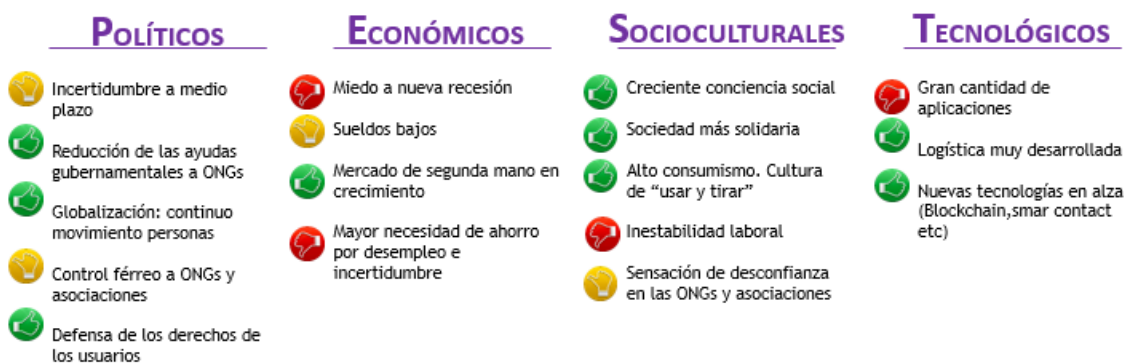 POLÍTICOS
Incertidumbre a medio
plazo
Reducción de las ayudas
gubernamentales a ONGs
Globalización: continuo
movimiento personas
Control férreo a ONGs y
asociaciones
Defensa de los derechos de
los usuarios
ECONÓMICOS
Miedo a nueva recesión
Sueldos bajos
Mercado de segunda mano en
crecimiento
Mayor necesidad de ahorro
por desempleo e
incertidumbre
SOCIOCULTURALES
Creciente conciencia social
Sociedad más solidaria
Alto consumismo. Cultura
de “usar y tirar”
Inestabilidad laboral
Sensación de desconfianza
en las ONGs y asociaciones
TECNOLÓGICOS
Gran cantidad de
aplicaciones
Logística muy desarrollada
Nuevas tecnologías en alza
(Blockchain,smar contact
etc)